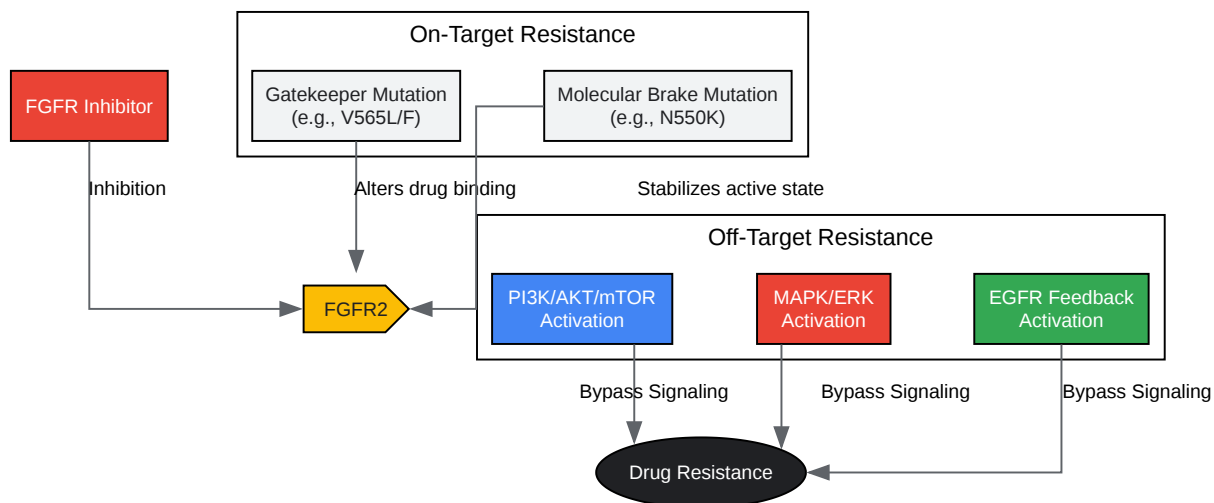 On-Target Resistance
FGFR Inhibitor
Gatekeeper Mutation
(e.g., V565L/F)
Molecular Brake Mutation
(e.g., N550K)
Inhibition
Alters drug binding
Stabilizes active state
Off-Target Resistance
FGFR2
PI3K/AKT/mTOR
Activation
MAPK/ERK
Activation
EGFR Feedback
Activation
Bypass Signaling
Bypass Signaling
Bypass Signaling
Drug Resistance